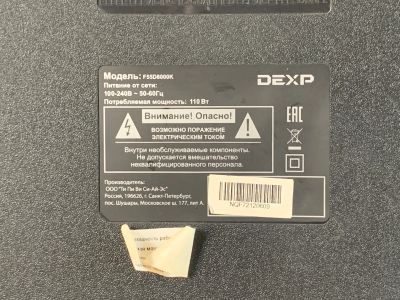 Модель: F55D8000K
DEXP
Питание от сети:
100-240В ~ 50-60Гц
Потребляемая мощность: 110 Вт
Внимание! Опасно!
ВОЗМОЖНО ПОРАЖЕНИЕ
ЭЛЕКТРИЧЕСКИМ ТОКОМ
EAC
Внутри необслуживаемые компоненты.
Не допускается вмешательство
неквалифицированного персонала.
Производитель:
ООО "Ти Пи Ви Си-Ай-Эс"
Россия, 196626, г. Санкт-Петербург,
пос. Шушары, Московское ш. 177, лит А.